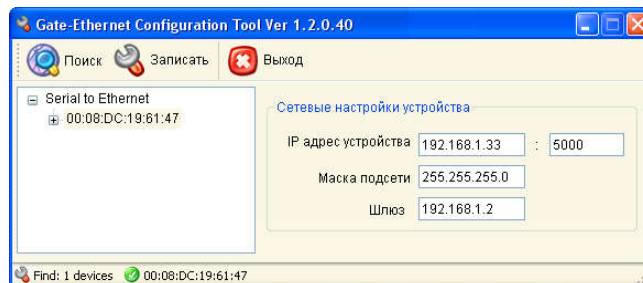 Gate-Ethernet Configuration Tool Ver 1.2.0.40
Поиск Записать Выход
Serial to Ethernet
00:08:DC:19:61:47
Сетевые настройки устройства
IP адрес устройства 192.168.1.33 : 5000
Маска подсети 255.255.255.0
Шлюз 192.168.1.2
Find: 1 devices 00:08:DC:19:61:47